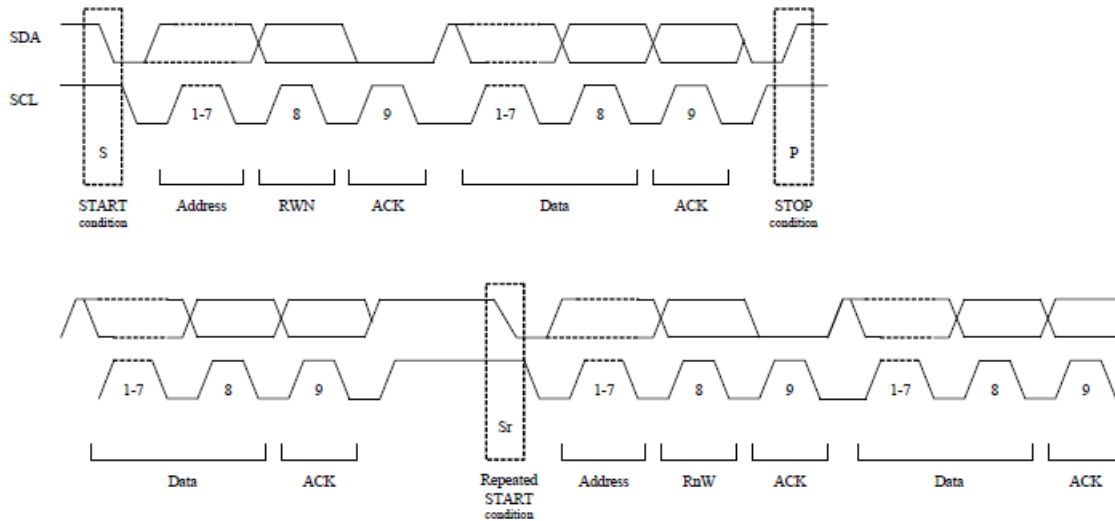 SDA
SCL
1-7 8 9 1-7 8 9
S P
START condition Address RWN ACK Data ACK STOP condition
1-7 8 9 1-7 8 9 1-7 8 9
Sr
Data ACK Repeated START condition Address RnW ACK Data ACK